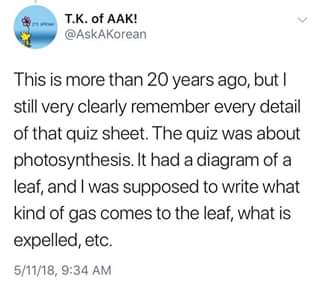 T.K. of AAK!
@AskAKorean
This is more than 20 years ago, but I
still very clearly remember every detail
of that quiz sheet. The quiz was about
photosynthesis. It had a diagram of a
leaf, and I was supposed to write what
kind of gas comes to the leaf, what is
expelled, etc.
5/11/18, 9:34 AM